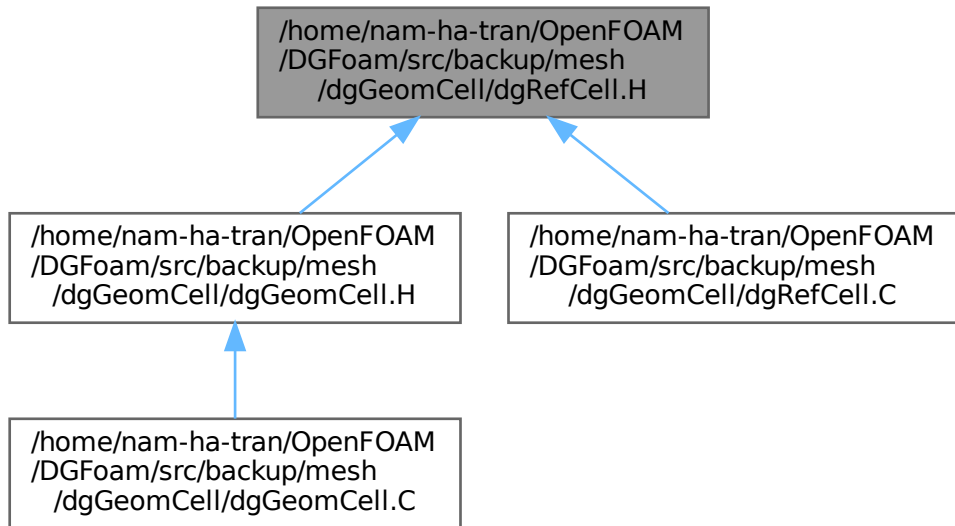 /home/nam-ha-tran/OpenFOAM
/DGFoam/src/backup/mesh
/dgGeomCell/dgRefCell.H
/home/nam-ha-tran/OpenFOAM
/DGFoam/src/backup/mesh
/dgGeomCell/dgGeomCell.H
/home/nam-ha-tran/OpenFOAM
/DGFoam/src/backup/mesh
/dgGeomCell/dgRefCell.C
/home/nam-ha-tran/OpenFOAM
/DGFoam/src/backup/mesh
/dgGeomCell/dgGeomCell.C